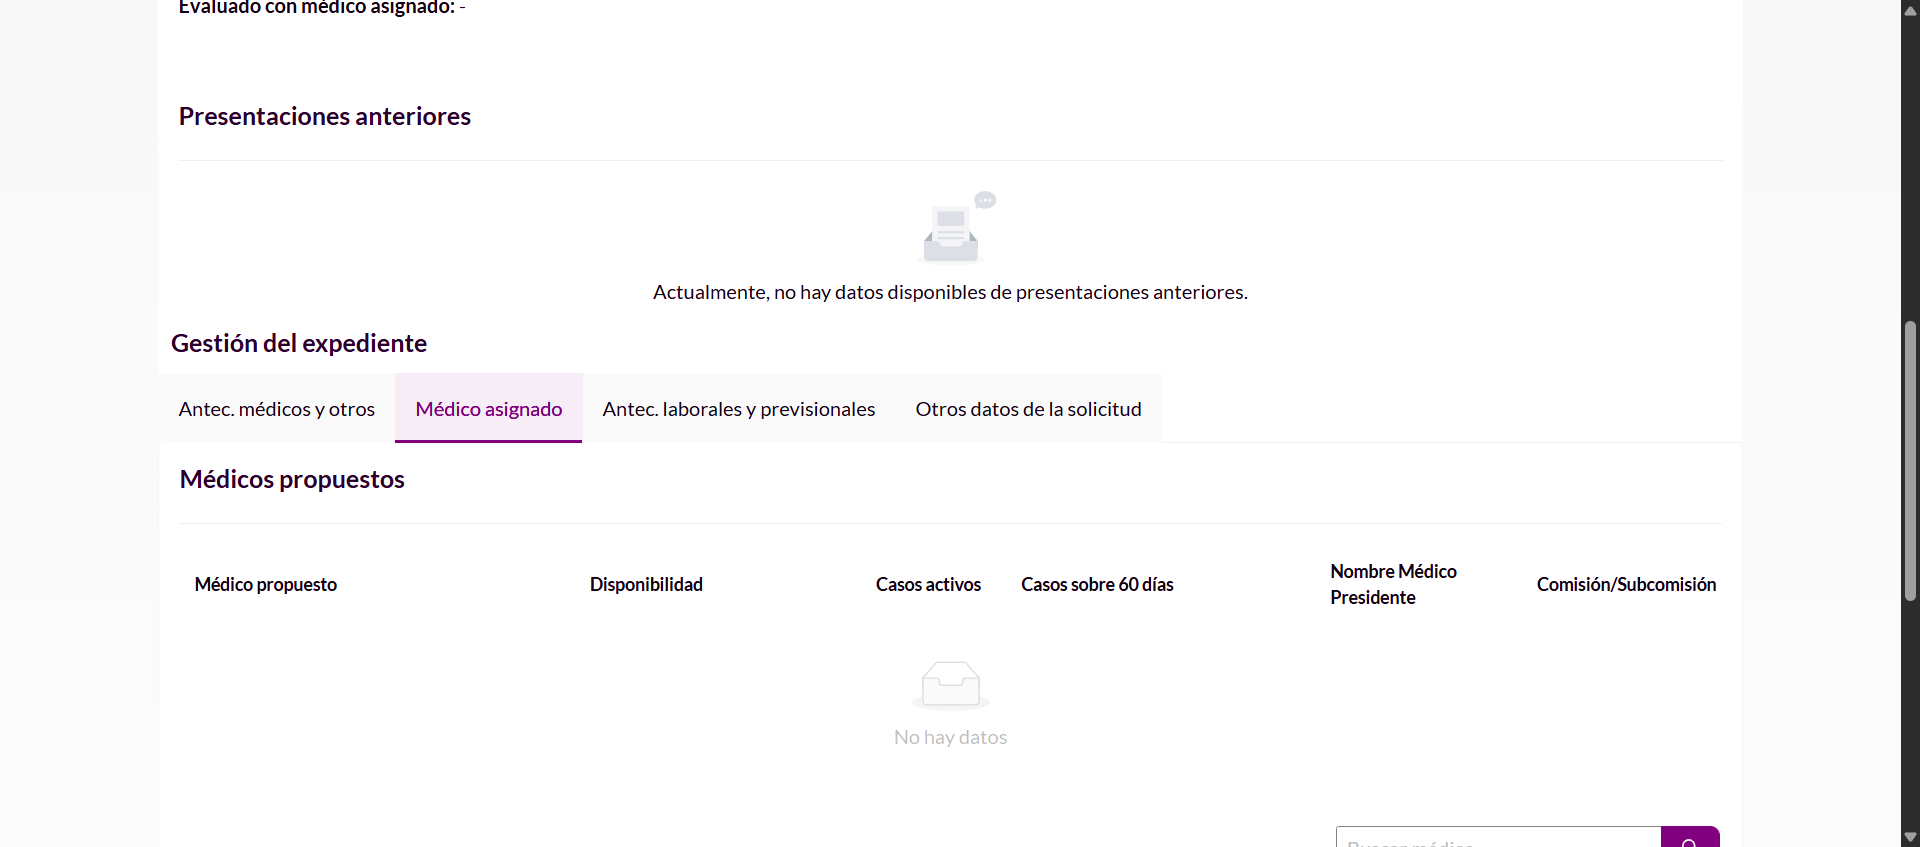 Evaluado con médico asignado: -
Presentaciones anteriores
Actualmente, no hay datos disponibles de presentaciones anteriores.
Gestión del expediente
Antec. médicos y otros
Médico asignado
Antec. laborales y previsionales
Otros datos de la solicitud
Médicos propuestos
Médico propuesto
Disponibilidad
Casos activos
Casos sobre 60 días
Nombre Médico
Presidente
Comisión/Subcomisión
No hay datos
Buscar médico